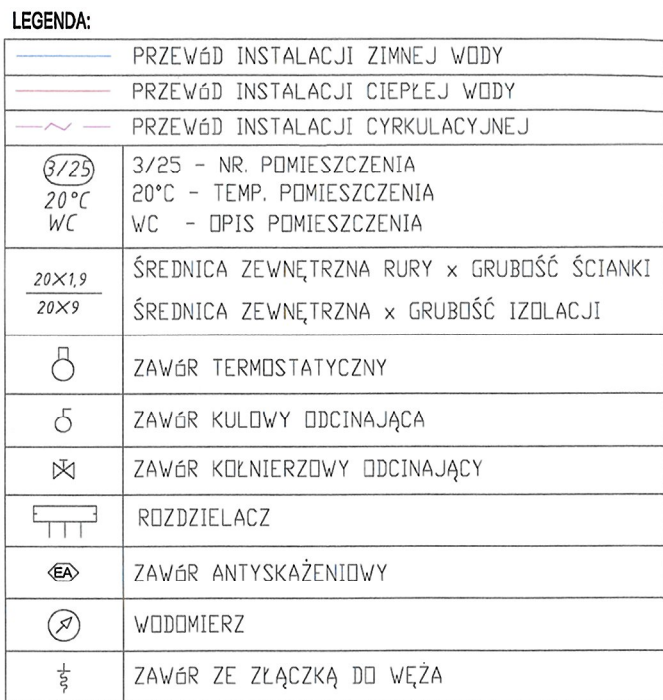 LEGENDA:
PRZEWóD INSTALACJI ZIMNEJ WODY
PRZEWóD INSTALACJI CIEPŁEJ WODY
PRZEWóD INSTALACJI CYRKULACYJNEJ
3/25 3/25 - NR. POMIESZCZENIA
20°C 20°C - TEMP. POMIESZCZENIA
WC WC - OPIS POMIESZCZENIA
20X1,9 ŚREDNICA ZEWNĘTRZNA RURY x GRUBOŚĆ ŚCIANKI
20X9 ŚREDNICA ZEWNĘTRZNA x GRUBOŚĆ IZOLACJI
ZAWóR TERMOSTATYCZNY
ZAWóR KULOWY ODCINAJĄCA
ZAWóR KOŁNIERZOWY ODCINAJĄCY
ROZDZIELACZ
EA ZAWóR ANTYSKAŻENIOWY
WODOMIERZ
ZAWóR ZE ZŁĄCZKĄ DO WĘŻA